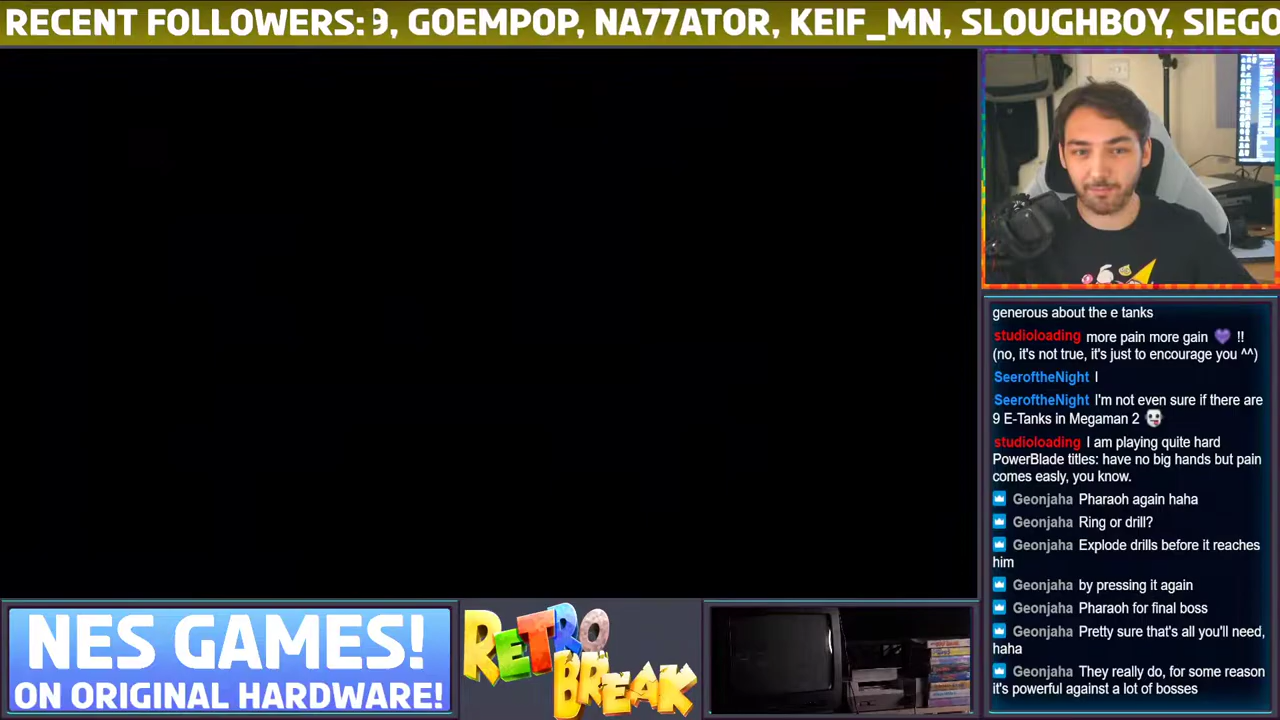 RECENT FOLLOWERS: 9, GOEMPOP, NA77ATOR, KEIF_MN, SLOUGHBOY, SIEGO
generous about the e tanks
studioloading more pain more gain !!
(no, it's not true, it's just to encourage you ^^)
SeeroftheNight I
SeeroftheNight I'm not even sure if there are
9 E-Tanks in Megaman 2
studioloading I am playing quite hard
PowerBlade titles: have no big hands but pain
comes easly, you know.
Geonjaha Pharaoh again haha
Geonjaha Ring or drill?
Geonjaha Explode drills before it reaches
him
Geonjaha by pressing it again
Geonjaha Pharaoh for final boss
Geonjaha Pretty sure that's all you'll need,
haha
Geonjaha They really do, for some reason
it's powerful against a lot of bosses
NES GAMES!
ON ORIGINAL HARDWARE!
RETRO
BREAK